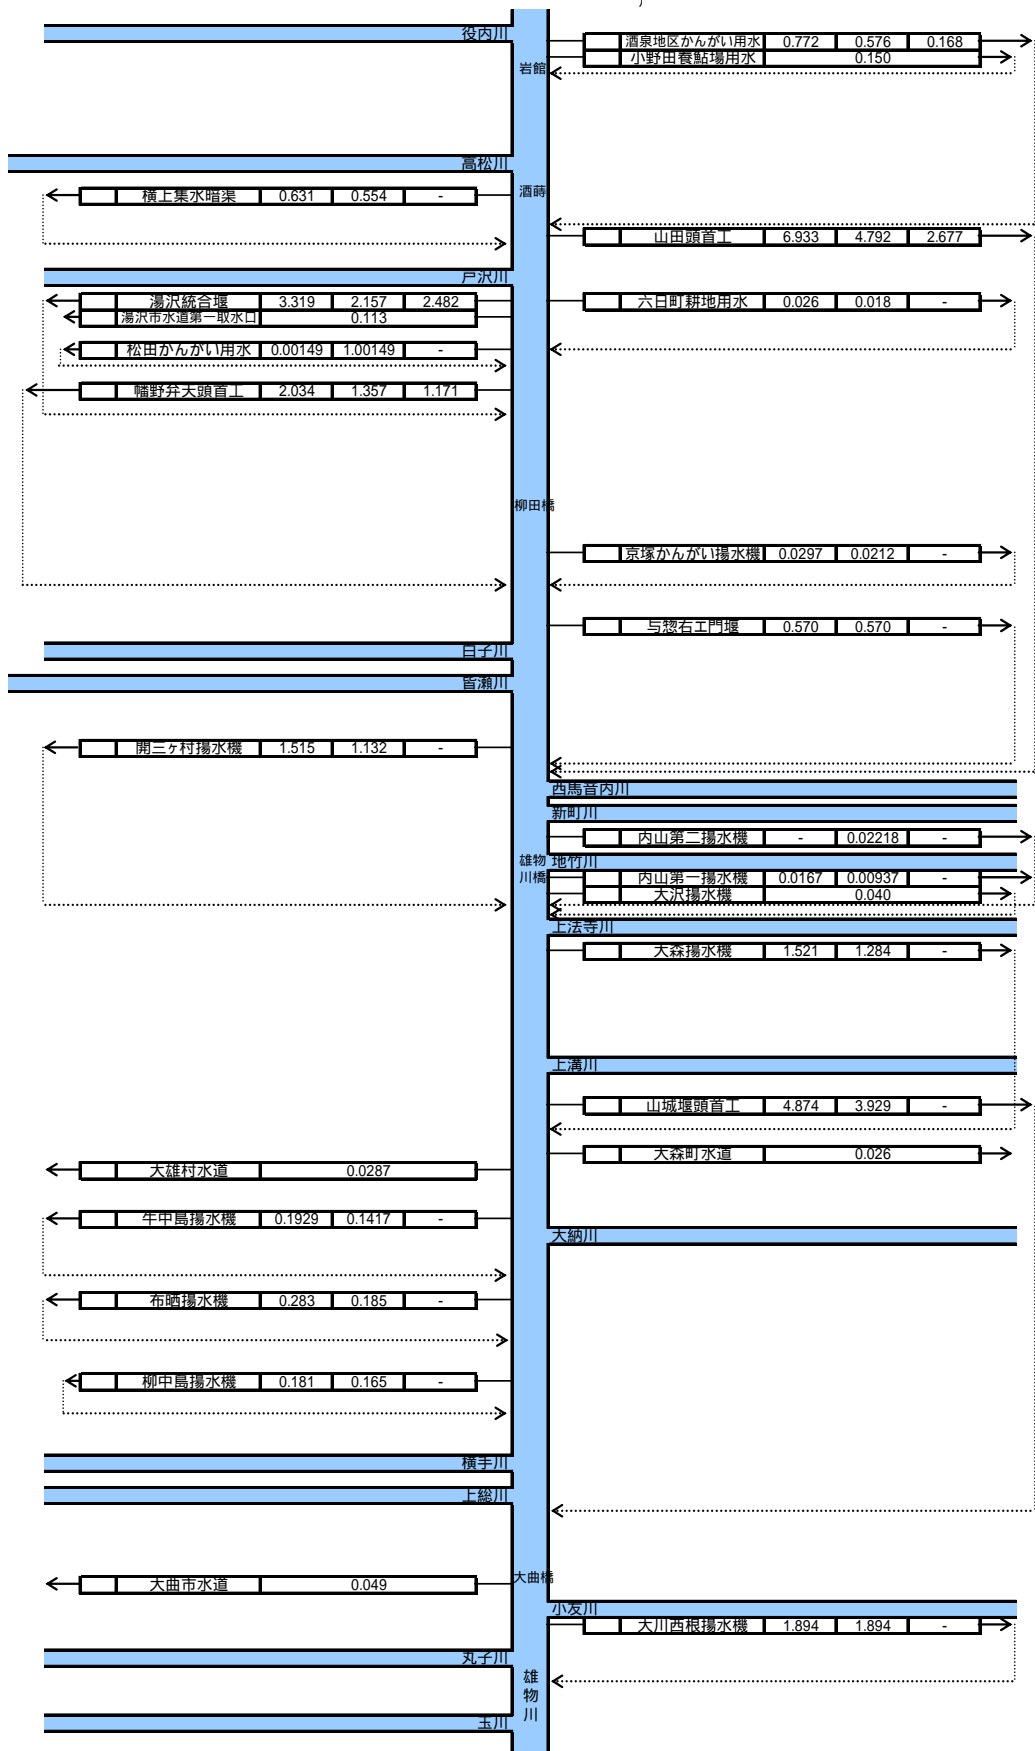 役内川
酒泉地区かんがい用水 0.772 0.576 0.168
小野田養鮎場用水 0.150
岩館
高松川
酒蒔
横上集水暗渠 0.631 0.554 -
山田頭首工 6.933 4.792 2.677
戸沢川
湯沢統合堰 3.319 2.157 2.482
六日町耕地用水 0.026 0.018 -
湯沢市水道第一取水口 0.113
松田かんがい用水 0.00149 1.00149 -
幡野弁天頭首工 2.034 1.357 1.171
柳田橋
京塚かんがい揚水機 0.0297 0.0212 -
与惣右エ門堰 0.570 0.570 -
白子川
皆瀬川
開三ヶ村揚水機 1.515 1.132 -
西馬音内川
新町川
内山第二揚水機 - 0.02218 -
雄物
川橋
地竹川
内山第一揚水機 0.0167 0.00937 -
大沢揚水機 0.040
上法寺川
大森揚水機 1.521 1.284 -
上溝川
山城堰頭首工 4.874 3.929 -
大森町水道 0.026
大雄村水道 0.0287
牛中島揚水機 0.1929 0.1417 -
大納川
布晒揚水機 0.283 0.185 -
柳中島揚水機 0.181 0.165 -
横手川
上総川
大曲橋
大曲市水道 0.049
小友川
大川西根揚水機 1.894 1.894 -
丸子川
雄
物
川
玉川